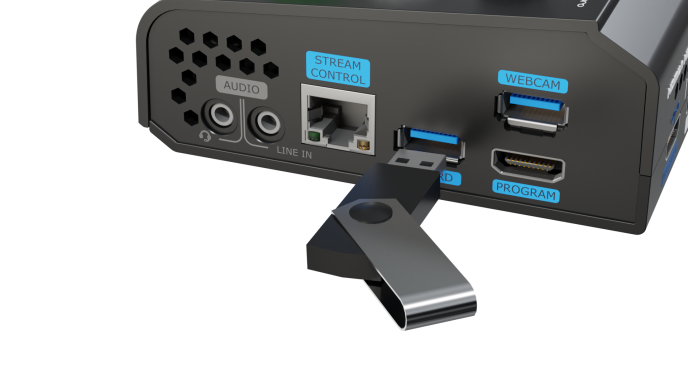 STREAM
CONTROL
WEBCAM
AUDIO
LINE IN
PROGRAM